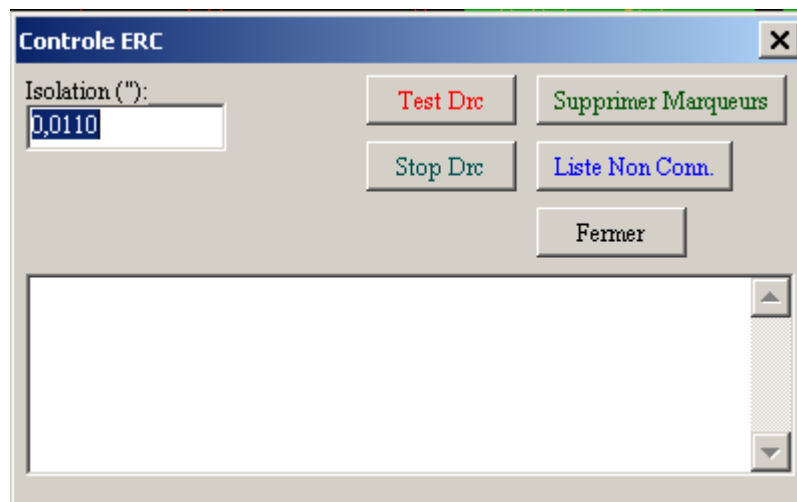 Controle ERC
Isolation ("):
0,0110
Test Drc
Supprimer Marqueurs
Stop Drc
Liste Non Conn.
Fermer